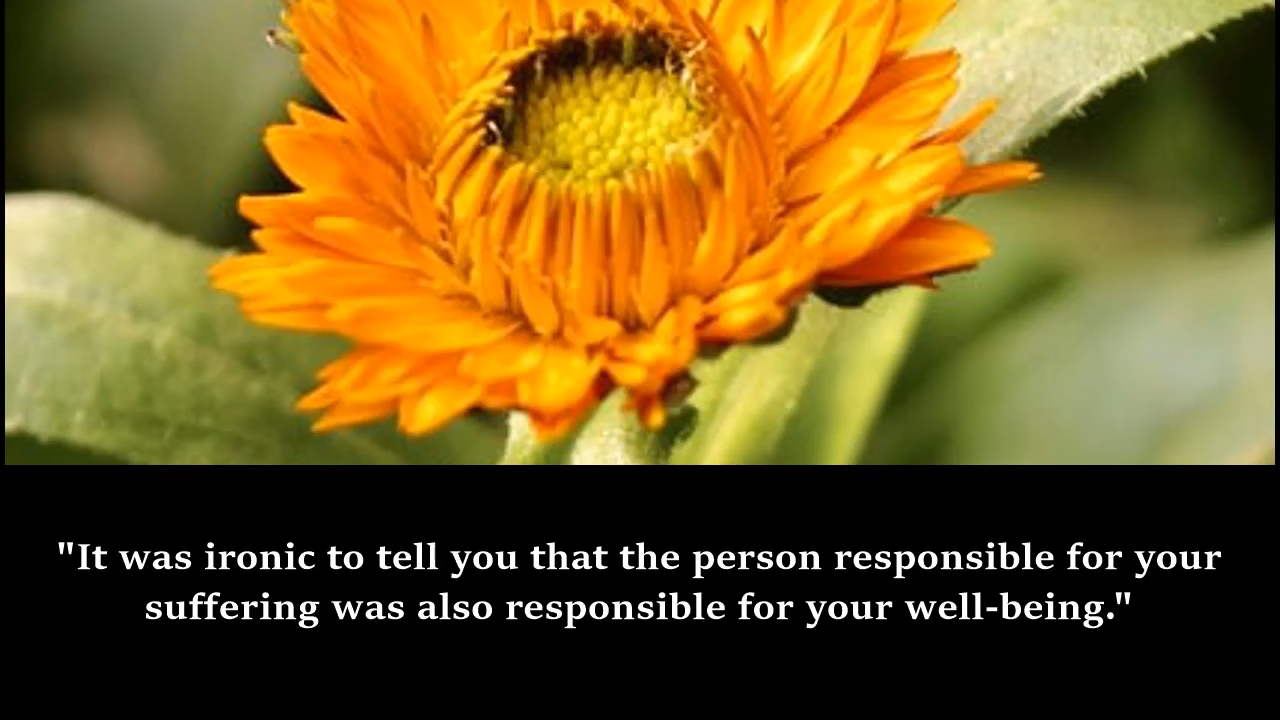 "It was ironic to tell you that the person responsible for your
suffering was also responsible for your well-being."